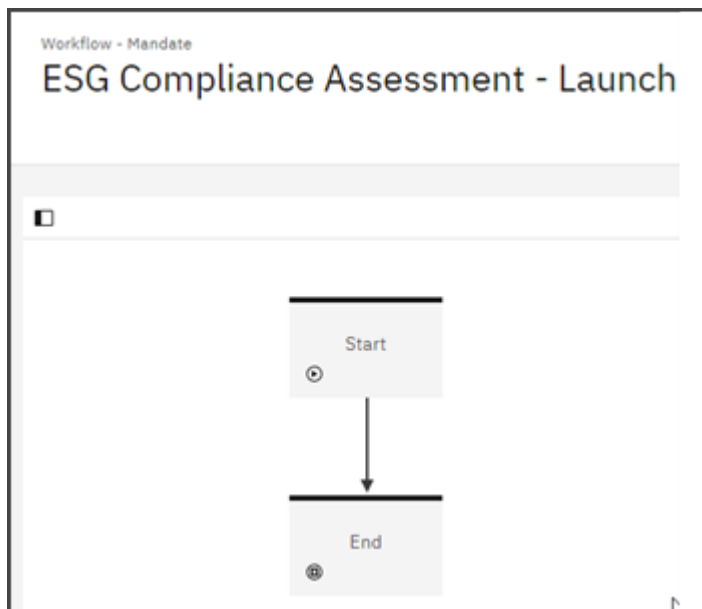 Workflow - Mandate
ESG Compliance Assessment - Launch
Start
End